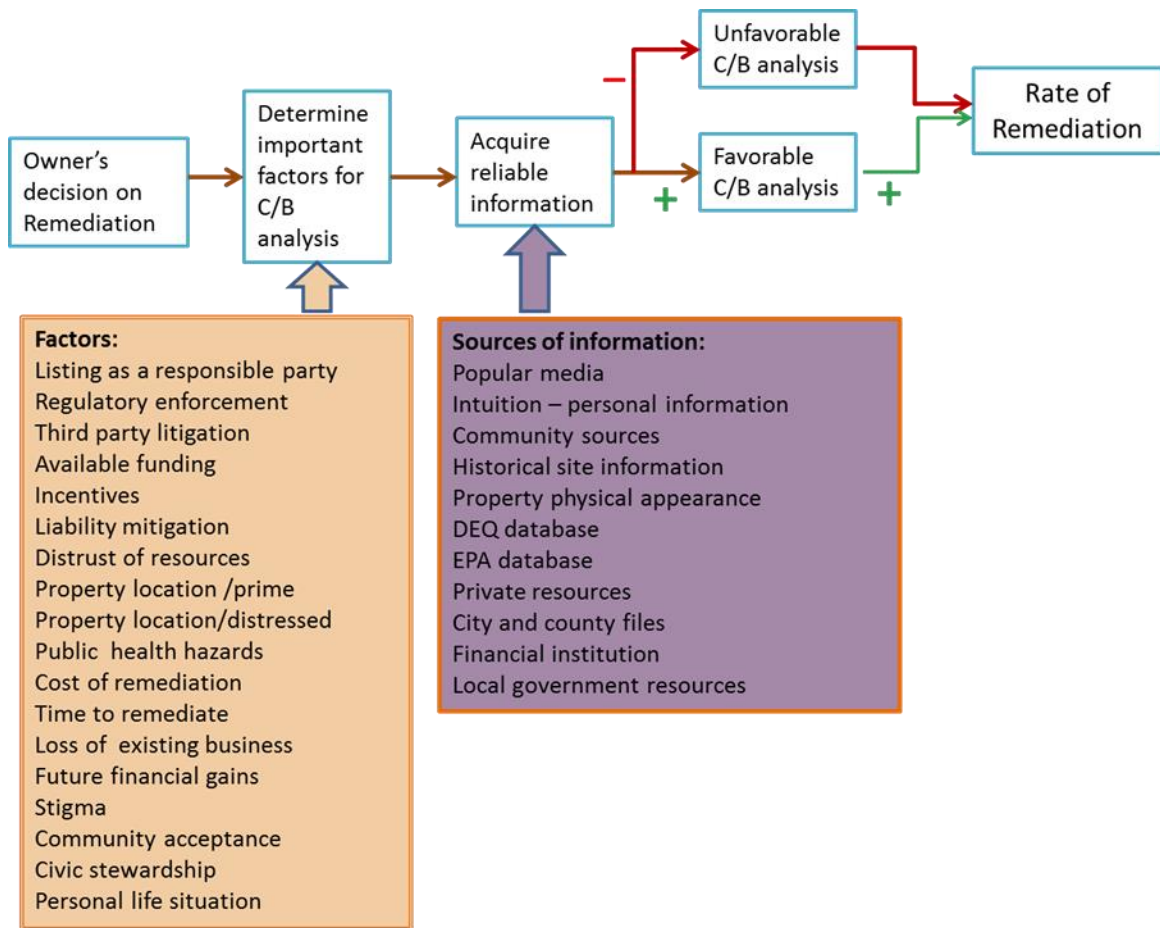 Owner's
decision on
Remediation
Determine
important
factors for
C/B
analysis
Acquire
reliable
information
−
+
Unfavorable
C/B analysis
Favorable
C/B analysis
+
Rate of
Remediation
Factors:
Listing as a responsible party
Regulatory enforcement
Third party litigation
Available funding
Incentives
Liability mitigation
Distrust of resources
Property location /prime
Property location/distressed
Public health hazards
Cost of remediation
Time to remediate
Loss of existing business
Future financial gains
Stigma
Community acceptance
Civic stewardship
Personal life situation
Sources of information:
Popular media
Intuition – personal information
Community sources
Historical site information
Property physical appearance
DEQ database
EPA database
Private resources
City and county files
Financial institution
Local government resources